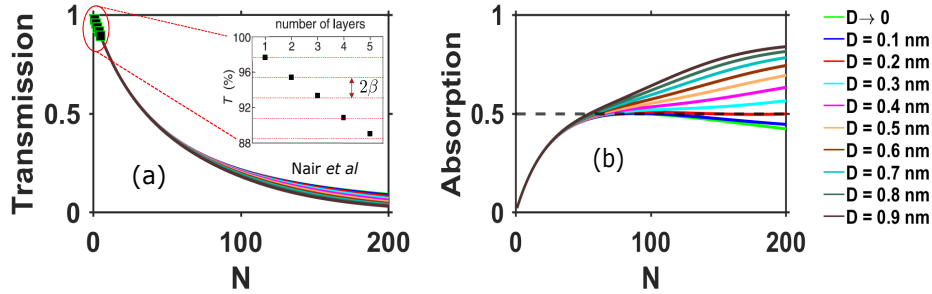 Transmission
1
0.5
0
0
100
200
N
(a)
number of layers
1 2 3 4 5
100
96
92
88
T (%)
2β
Nair et al
Absorption
1
0.5
0
0
100
200
N
(b)
D→ 0
D = 0.1 nm
D = 0.2 nm
D = 0.3 nm
D = 0.4 nm
D = 0.5 nm
D = 0.6 nm
D = 0.7 nm
D = 0.8 nm
D = 0.9 nm